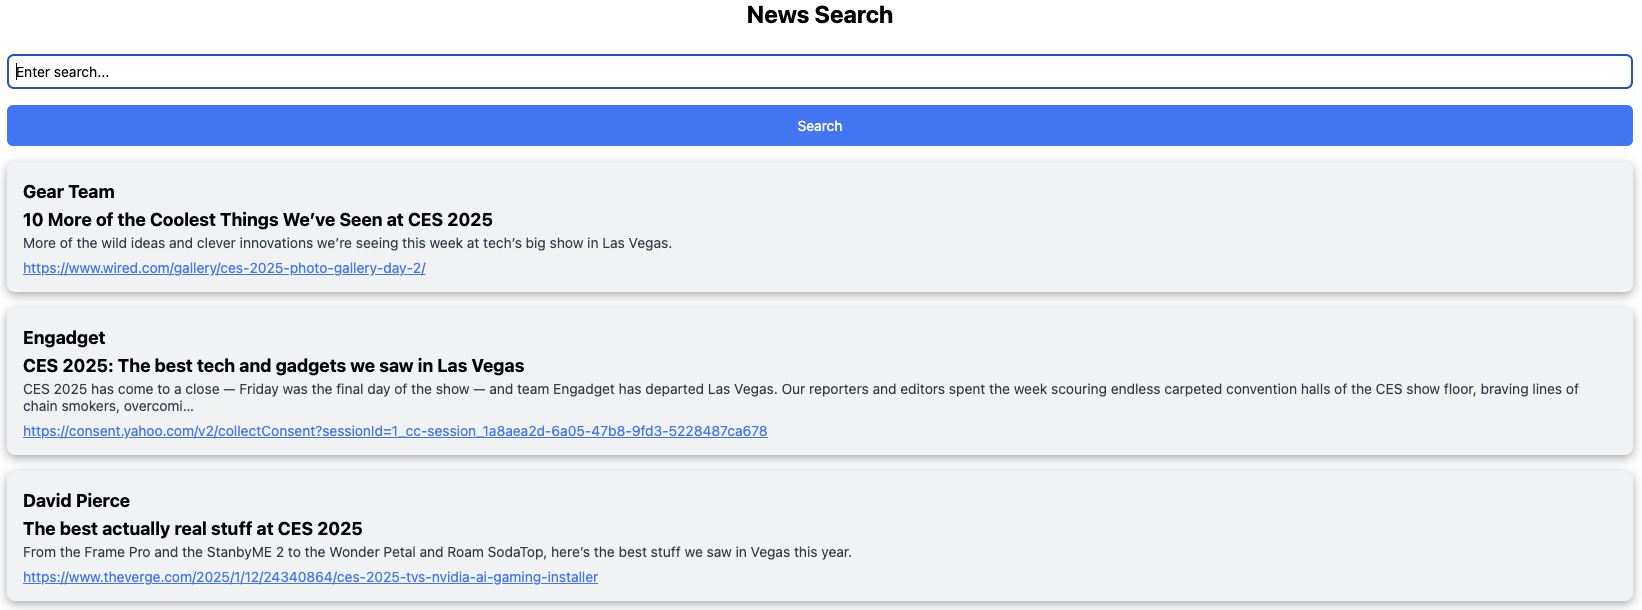 News Search
Enter search...
Search
Gear Team
10 More of the Coolest Things We’ve Seen at CES 2025
More of the wild ideas and clever innovations we’re seeing this week at tech’s big show in Las Vegas.
https://www.wired.com/gallery/ces-2025-photo-gallery-day-2/
Engadget
CES 2025: The best tech and gadgets we saw in Las Vegas
CES 2025 has come to a close — Friday was the final day of the show — and team Engadget has departed Las Vegas. Our reporters and editors spent the week scouring endless carpeted convention halls of the CES show floor, braving lines of
chain smokers, overcomi…
https://consent.yahoo.com/v2/collectConsent?sessionId=1_cc-session_1a8aea2d-6a05-47b8-9fd3-5228487ca678
David Pierce
The best actually real stuff at CES 2025
From the Frame Pro and the StanbyME 2 to the Wonder Petal and Roam SodaTop, here’s the best stuff we saw in Vegas this year.
https://www.theverge.com/2025/1/12/24340864/ces-2025-tvs-nvidia-ai-gaming-installer